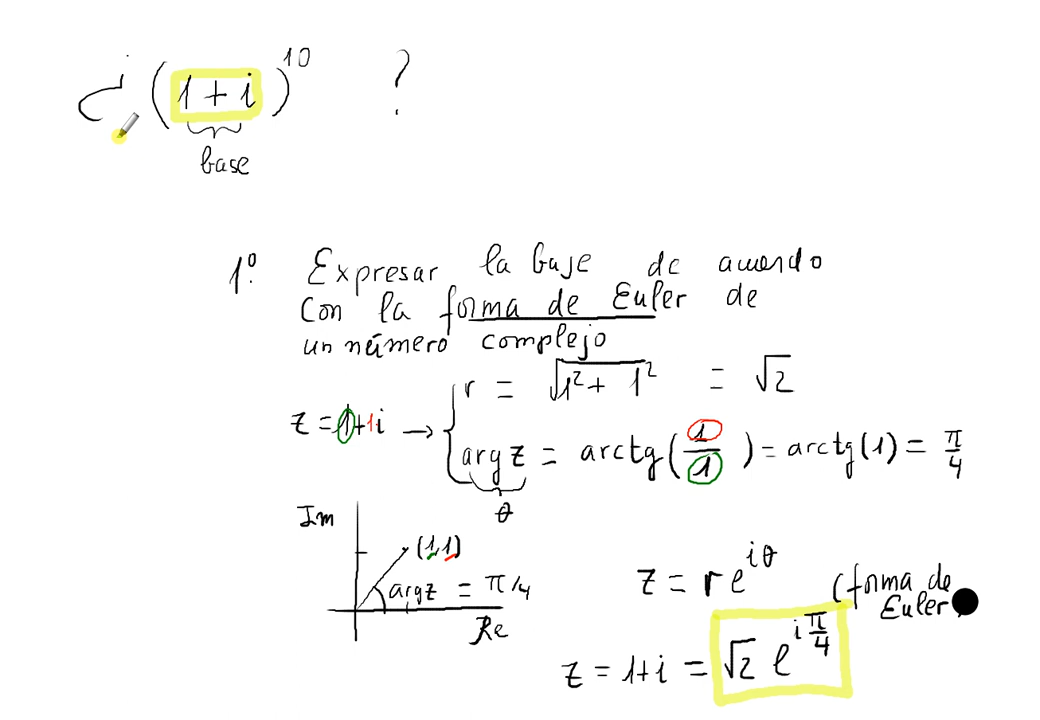 ¿ (1+i)^10 ?
base
1º Expresar la base de acuerdo
con la forma de Euler de
un número complejo
r = √1²+1² = √2
z = 1+1i →
arg z = arctg(1/1) = arctg(1) = π/4
θ
Im
(1,1)
arg z = π/4
Re
z = r e^iθ (forma de
Euler)
z = 1+i = √2 e^iπ/4